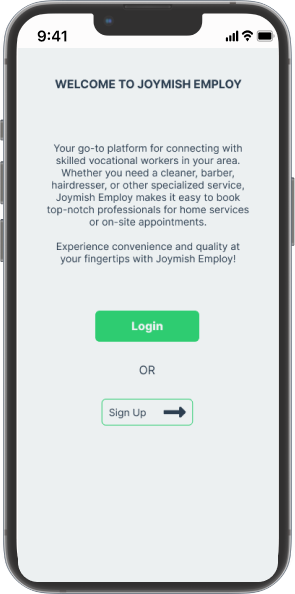 9:41
WELCOME TO JOYMISH EMPLOY
Your go-to platform for connecting with
skilled vocational workers in your area.
Whether you need a cleaner, barber,
hairdresser, or other specialized service,
Joymish Employ makes it easy to book
top-notch professionals for home services
or on-site appointments.
Experience convenience and quality at
your fingertips with Joymish Employ!
Login
OR
Sign Up